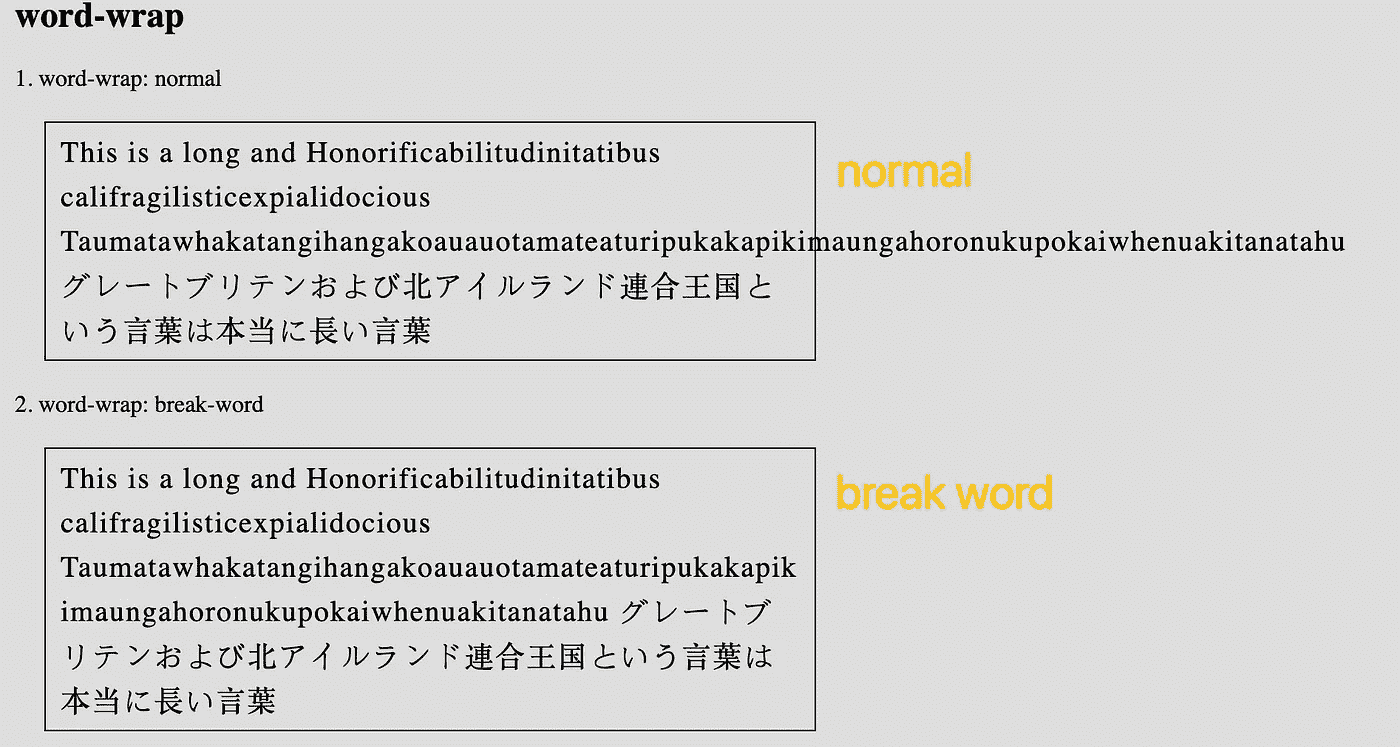 word-wrap
1. word-wrap: normal
This is a long and Honorificabilitudinitatibus
califragilisticexpialidocious
Taumatawhakatangihangakoauauotamateaturipukakapikimaungahoronukupokaiwhenuakitanatahu
グレートブリテンおよび北アイルランド連合王国と
いう言葉は本当に長い言葉
normal
2. word-wrap: break-word
This is a long and Honorificabilitudinitatibus
califragilisticexpialidocious
Taumatawhakatangihangakoauauotamateaturipukakapik
imaungahoronukupokaiwhenuakitanatahu グレートブ
リテンおよび北アイルランド連合王国という言葉は
本当に長い言葉
break word